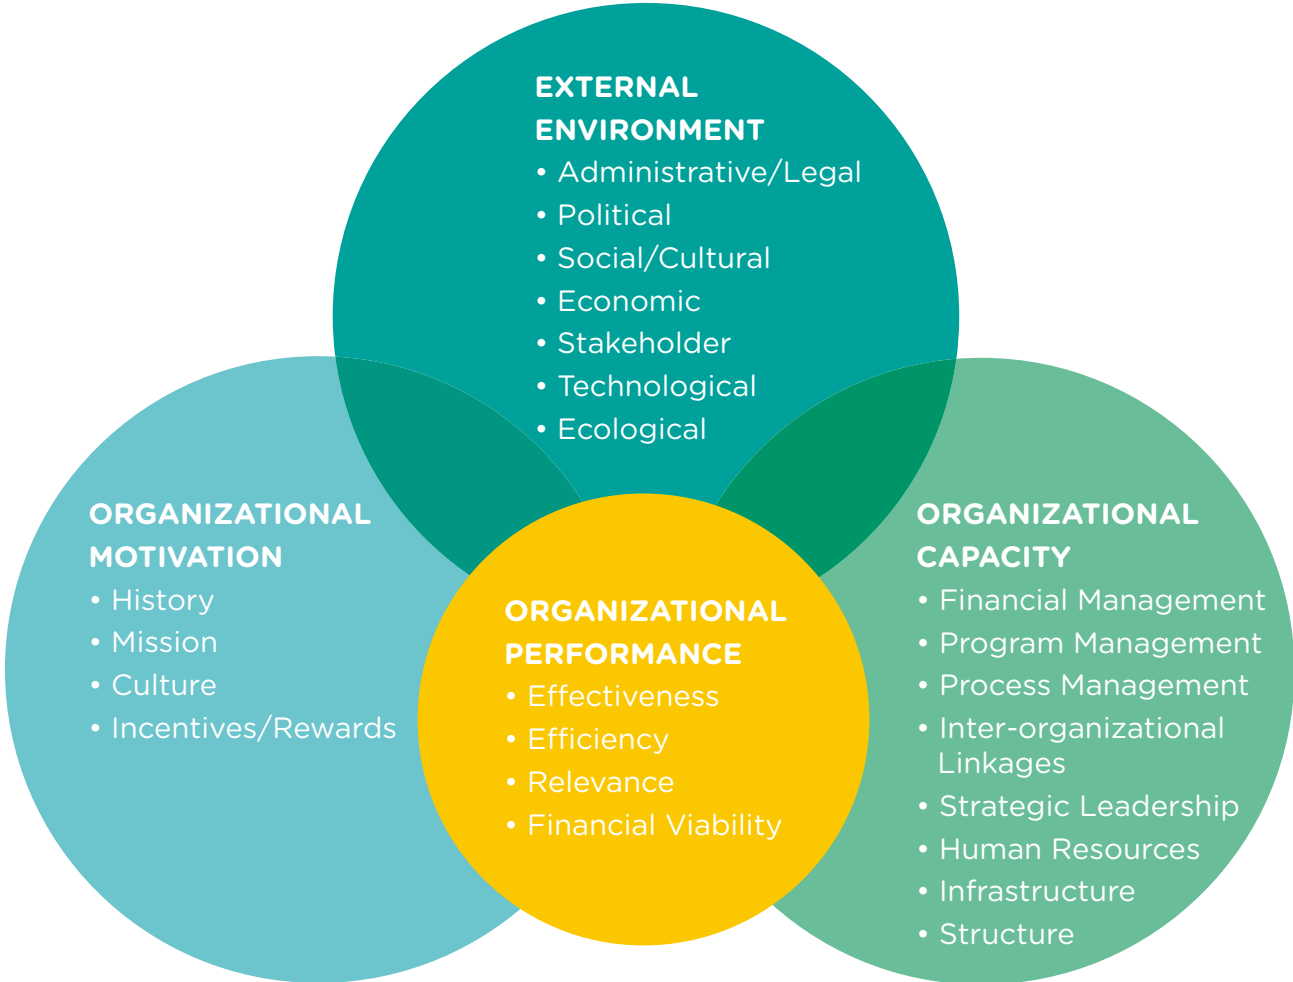 EXTERNAL
ENVIRONMENT
• Administrative/Legal
• Political
• Social/Cultural
• Economic
• Stakeholder
• Technological
• Ecological
ORGANIZATIONAL
MOTIVATION
• History
• Mission
• Culture
• Incentives/Rewards
ORGANIZATIONAL
PERFORMANCE
• Effectiveness
• Efficiency
• Relevance
• Financial Viability
ORGANIZATIONAL
CAPACITY
• Financial Management
• Program Management
• Process Management
• Inter-organizational
Linkages
• Strategic Leadership
• Human Resources
• Infrastructure
• Structure